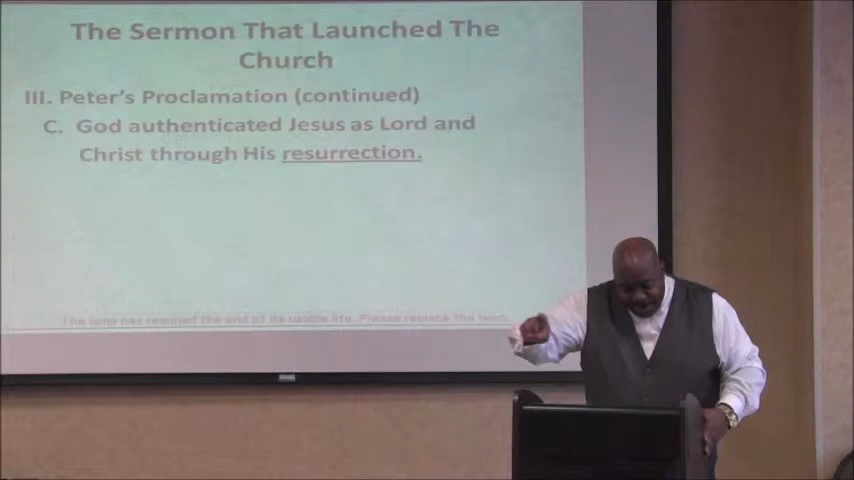 The Sermon That Launched The
Church
III. Peter's Proclamation (continued)
C. God authenticated Jesus as Lord and
Christ through His resurrection.
The lamp has reached the end of its usable life. Please replace the lamp.